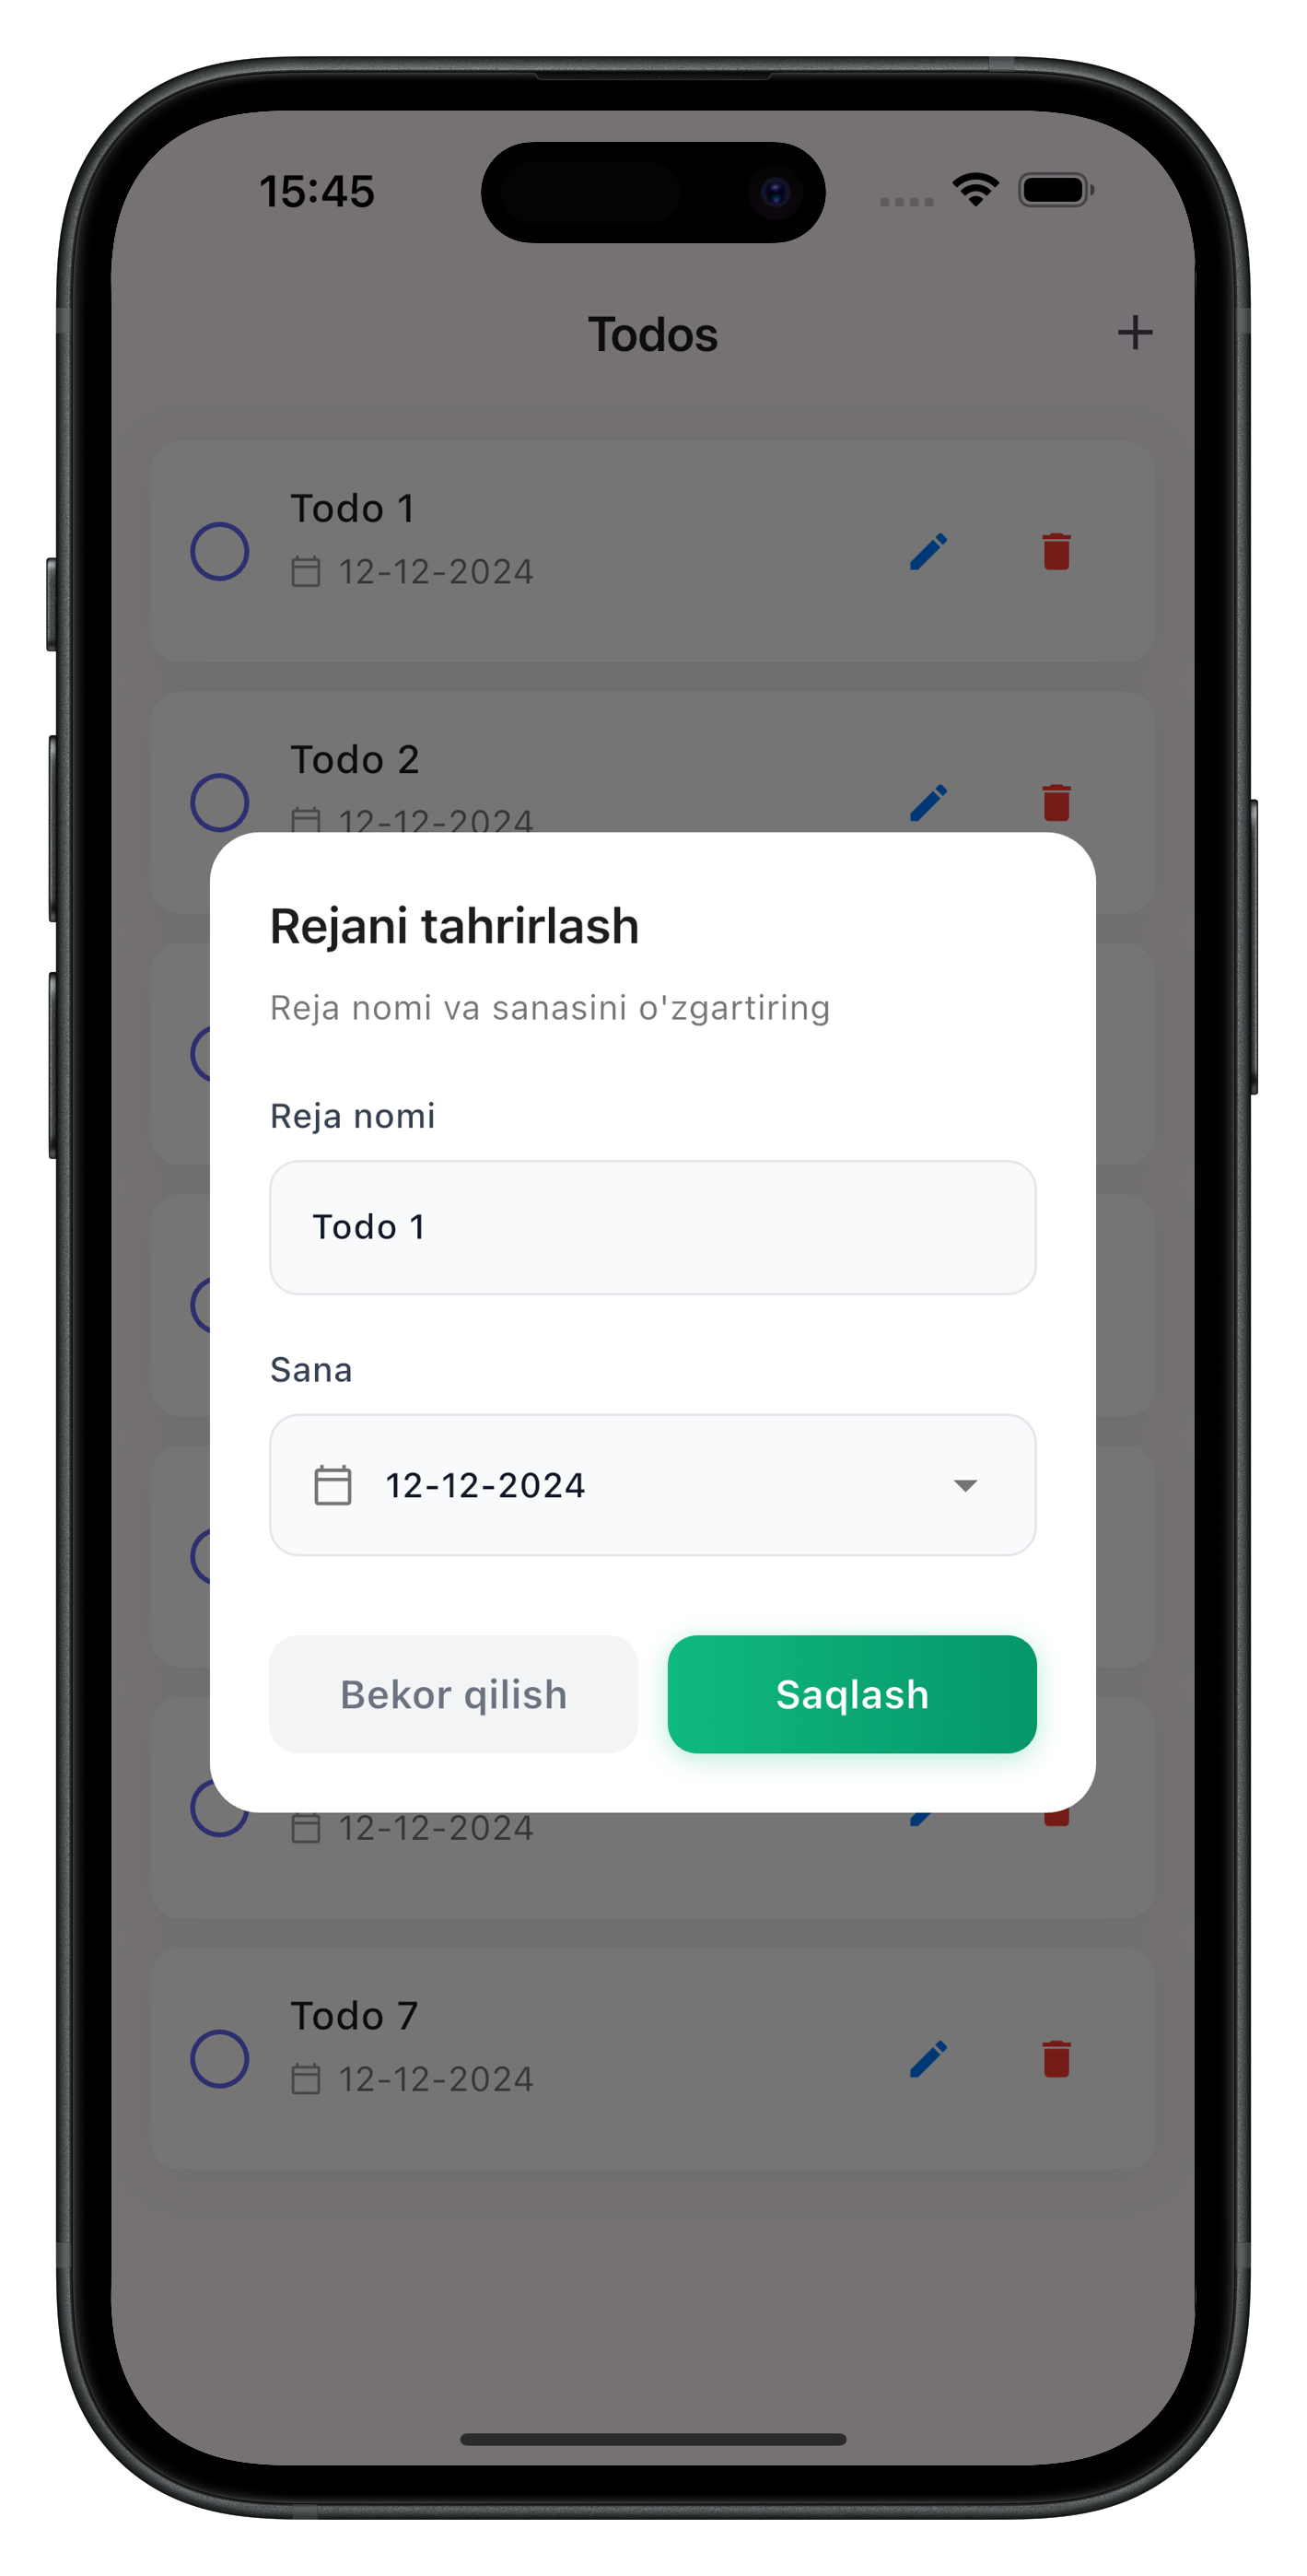 15:45
Todos
Todo 1
12-12-2024
Todo 2
12-12-2024
Rejani tahrirlash
Reja nomi va sanasini o'zgartiring
Reja nomi
Todo 1
Sana
12-12-2024
Bekor qilish
Saqlash
12-12-2024
Todo 7
12-12-2024